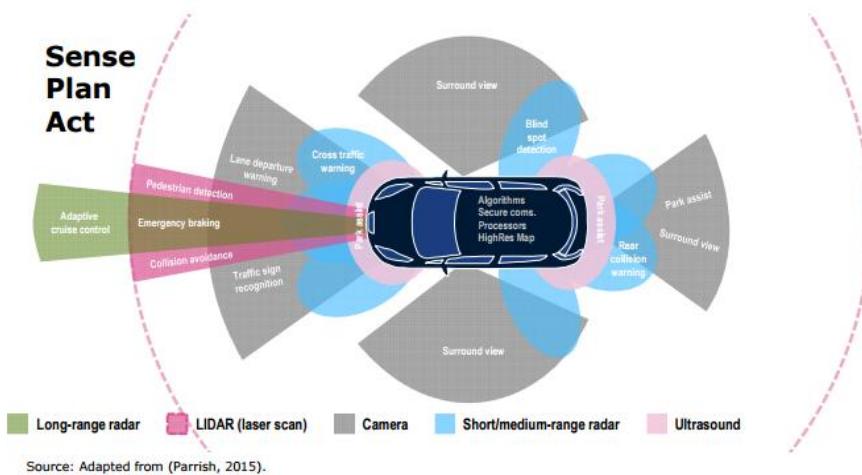 Sense
Plan
Act
Surround view
Blind
spot
detection
Cross traffic
warning
Lane departure
warning
Pedestrian detection
Adaptive
cruise control
Emergency braking
Collision avoidance
Traffic sign
recognition
Park assist
Algorithms
Secure coms.
Processors
HighRes Map
Park assist
Park assist
Surround view
Rear
collision
warning
Surround view
Long-range radar
LIDAR (laser scan)
Camera
Short/medium-range radar
Ultrasound
Source: Adapted from (Parrish, 2015).